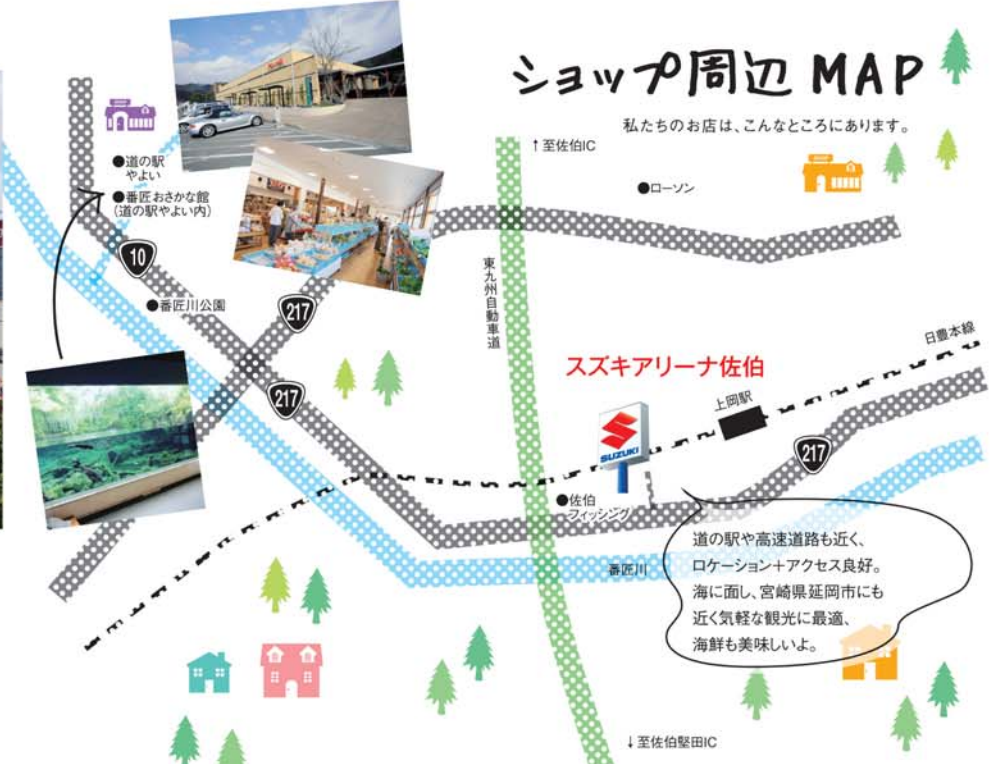 ショップ周辺 MAP
私たちのお店は、こんなところにあります。
↑至佐伯IC
●ローソン
●道の駅
やよい
●番匠おさかな館
(道の駅やよい内)
10
●番匠川公園
217
東九州自動車道
日豊本線
スズキアリーナ佐伯
上岡駅
217
SUZUKI
217
●佐伯
フィッシング
番匠川
道の駅や高速道路も近く、
ロケーション+アクセス良好。
海に面し、宮崎県延岡市にも
近く気軽な観光に最適、
海鮮も美味しいよ。
↓至佐伯堅田IC